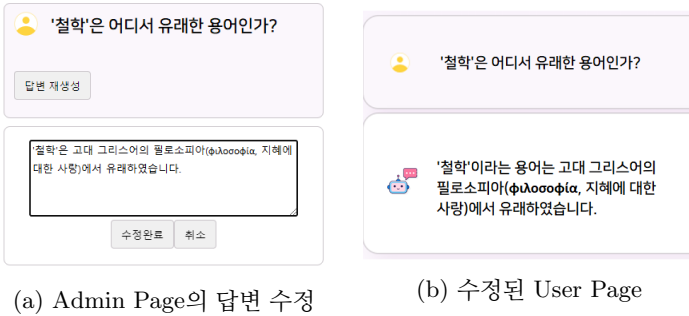 '철학'은 어디서 유래한 용어인가?
답변 재생성
'철학'은 고대 그리스어의 필로소피아(φιλοσοφία, 지혜에
대한 사랑)에서 유래하였습니다.
수정완료 취소
(a) Admin Page의 답변 수정
'철학'은 어디서 유래한 용어인가?
'철학'이라는 용어는 고대 그리스어의
필로소피아(φιλοσοφία, 지혜에 대한
사랑)에서 유래하였습니다.
(b) 수정된 User Page